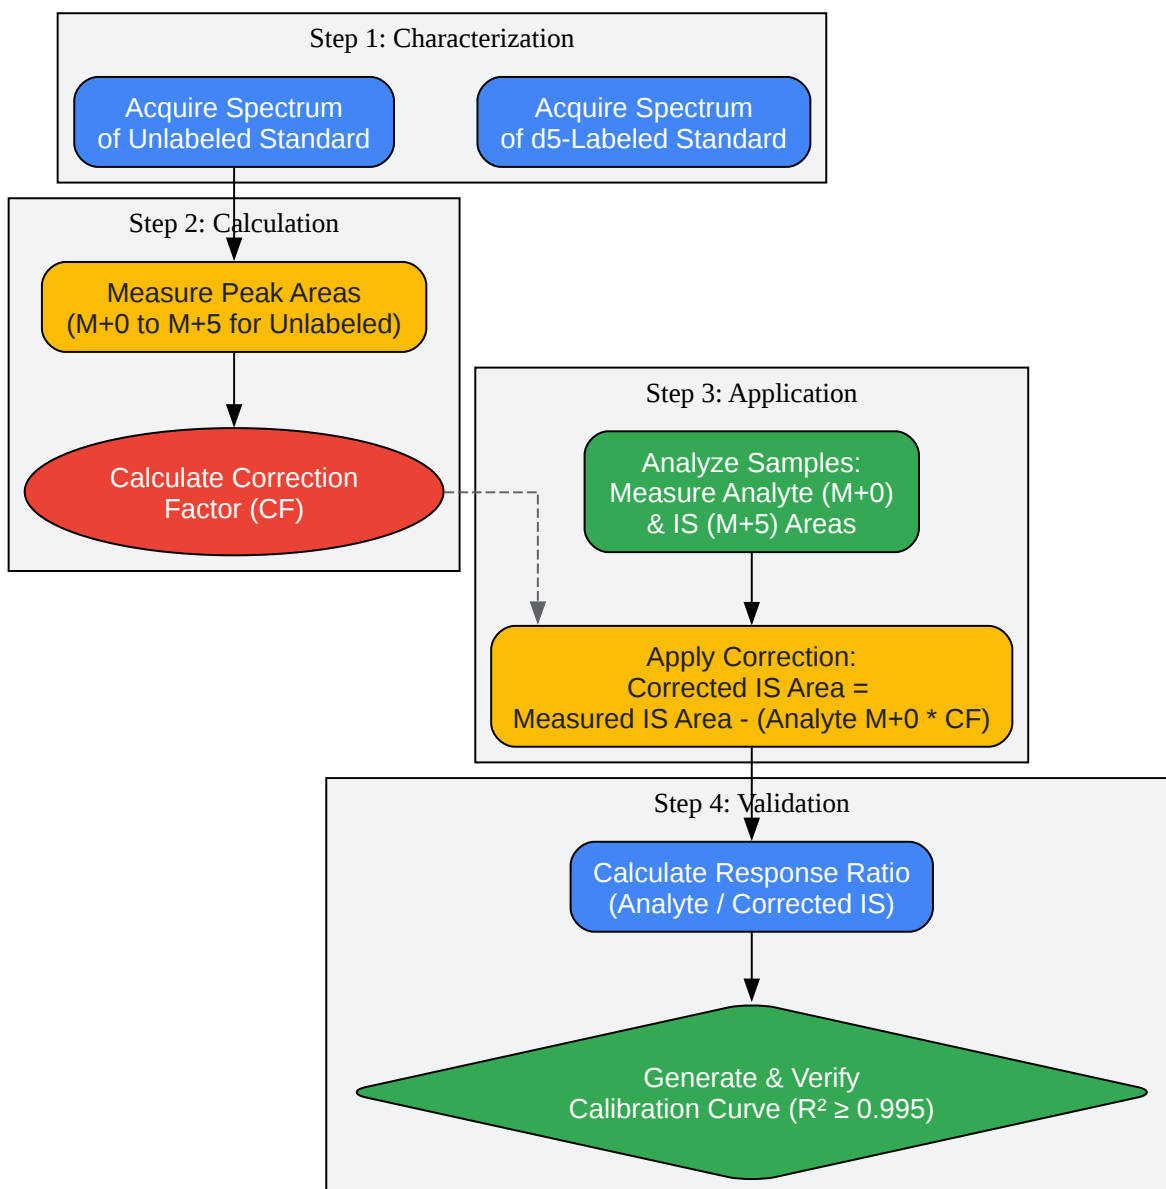 Step 1: Characterization
Acquire Spectrum
of Unlabeled Standard
Acquire Spectrum
of d5-Labeled Standard
Step 2: Calculation
Measure Peak Areas
(M+0 to M+5 for Unlabeled)
Calculate Correction
Factor (CF)
Step 3: Application
Analyze Samples:
Measure Analyte (M+0)
& IS (M+5) Areas
Apply Correction:
Corrected IS Area =
Measured IS Area - (Analyte M+0 * CF)
Step 4: Validation
Calculate Response Ratio
(Analyte / Corrected IS)
Generate & Verify
Calibration Curve (R² ≥ 0.995)